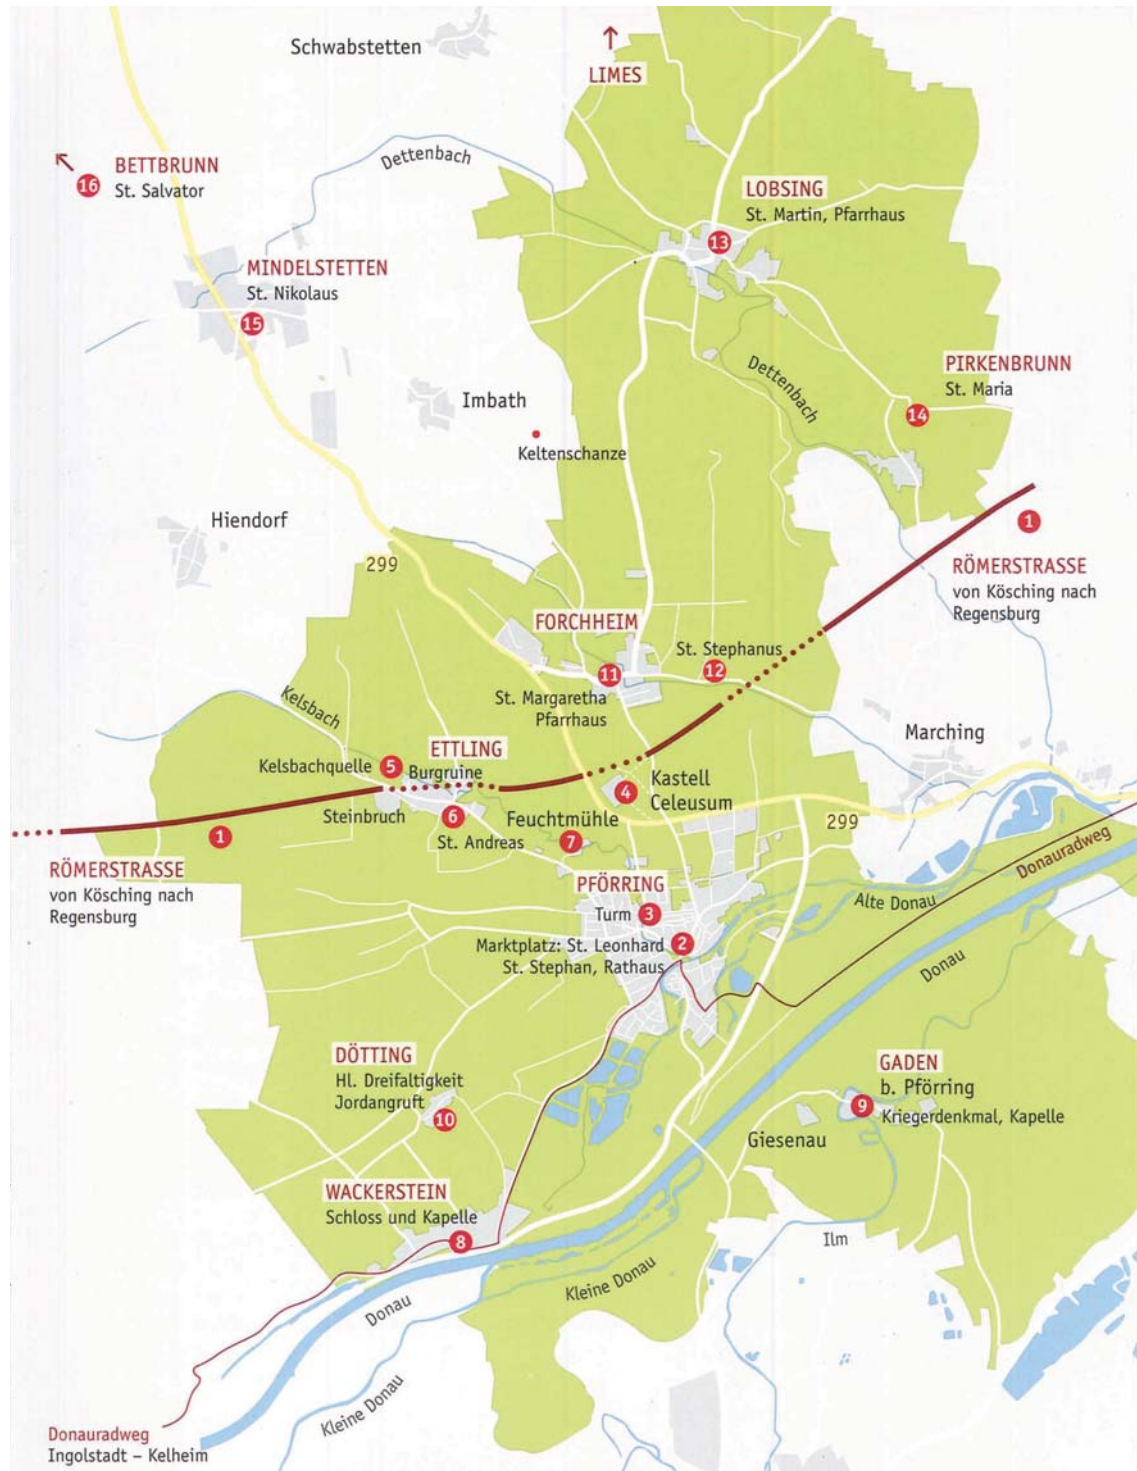 Schwabstetten
LIMES
Dettenbach
16
BETTBRUNN
St. Salvator
LOBSING
St. Martin, Pfarrhaus
13
MINDELSTETTEN
St. Nikolaus
15
PIRKENBRUNN
St. Maria
14
Dettenbach
Imbath
Keltenschanze
Hiendorf
299
1
RÖMERSTRASSE
von Kösching nach
Regensburg
FORCHHEIM
St. Stephanus
11
12
St. Margaretha
Pfarrhaus
Kelsbach
Marching
ETTLING
Kelsbachquelle
5
Burgruine
Kastell
Celeusum
4
Steinbruch
6
St. Andreas
Feuchtmühle
7
299
1
RÖMERSTRASSE
von Kösching nach
Regensburg
Donauradweg
PFÖRRING
Turm
3
Alte Donau
Marktplatz: St. Leonhard
St. Stephan, Rathaus
2
Donau
DÖTTING
Hl. Dreifaltigkeit
Jordangruft
10
GADEN
b. Pförring
9
Kriegerdenkmal, Kapelle
Giesenau
WACKERSTEIN
Schloss und Kapelle
8
Ilm
Kleine Donau
Donau
Kleine Donau
Donauradweg
Ingolstadt – Kelheim